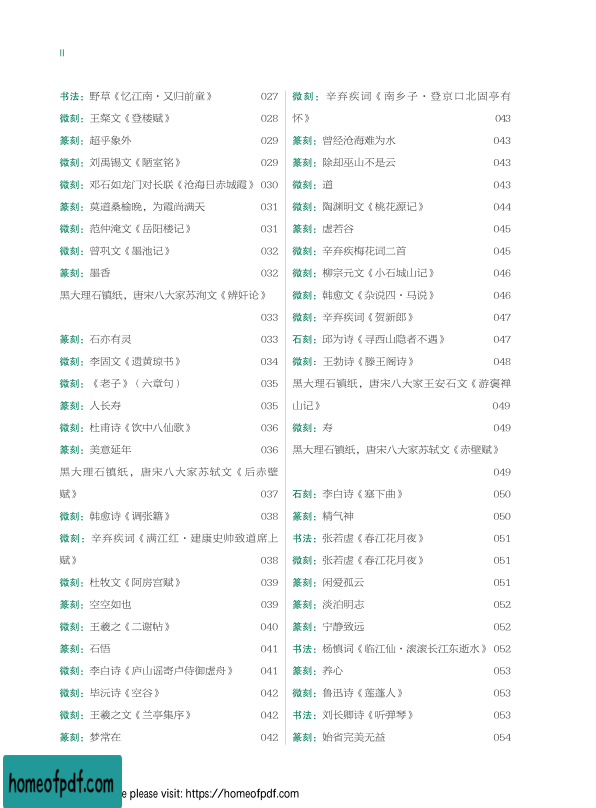 II
书法：野草《忆江南·又归前童》 027
微刻：王粲文《登楼赋》 028
篆刻：超乎象外 029
微刻：刘禹锡文《陋室铭》 029
微刻：邓石如龙门对长联《沧海日赤城霞》 030
篆刻：莫道桑榆晚，为霞尚满天 031
微刻：范仲淹文《岳阳楼记》 031
微刻：曾巩文《墨池记》 032
篆刻：墨香 032
黑大理石镇纸，唐宋八大家苏洵文《辨奸论》
033
篆刻：石亦有灵 033
微刻：李固文《遗黄琼书》 034
微刻：《老子》（六章句） 035
篆刻：人长寿 035
微刻：杜甫诗《饮中八仙歌》 036
篆刻：美意延年 036
黑大理石镇纸，唐宋八大家苏轼文《后赤壁
赋》 037
微刻：韩愈诗《调张籍》 038
微刻：辛弃疾词《满江红·建康史帅致道席上
赋》 038
微刻：杜牧文《阿房宫赋》 039
篆刻：空空如也 039
微刻：王羲之《二谢帖》 040
篆刻：石悟 041
微刻：李白诗《庐山谣寄卢侍御虚舟》 041
微刻：毕沅诗《空谷》 042
微刻：王羲之文《兰亭集序》 042
篆刻：梦常在 042
微刻：辛弃疾词《南乡子·登京口北固亭有
怀》 043
篆刻：曾经沧海难为水 043
篆刻：除却巫山不是云 043
微刻：道 043
微刻：陶渊明文《桃花源记》 044
篆刻：虚若谷 045
微刻：辛弃疾梅花词二首 045
微刻：柳宗元文《小石城山记》 046
微刻：韩愈文《杂说四·马说》 046
微刻：辛弃疾词《贺新郎》 047
石刻：邱为诗《寻西山隐者不遇》 047
微刻：王勃诗《滕王阁诗》 048
黑大理石镇纸，唐宋八大家王安石文《游褒禅
山记》 049
微刻：寿 049
黑大理石镇纸，唐宋八大家苏轼文《赤壁赋》
049
石刻：李白诗《塞下曲》 050
篆刻：精气神 050
书法：张若虚《春江花月夜》 051
微刻：张若虚《春江花月夜》 051
篆刻：闲爱孤云 051
篆刻：淡泊明志 052
篆刻：宁静致远 052
书法：杨慎词《临江仙·滚滚长江东逝水》 052
篆刻：养心 053
微刻：鲁迅诗《莲蓬人》 053
书法：刘长卿诗《听弹琴》 053
篆刻：始省完美无益 054
homeofpdf.com
e please visit: https://homeofpdf.com